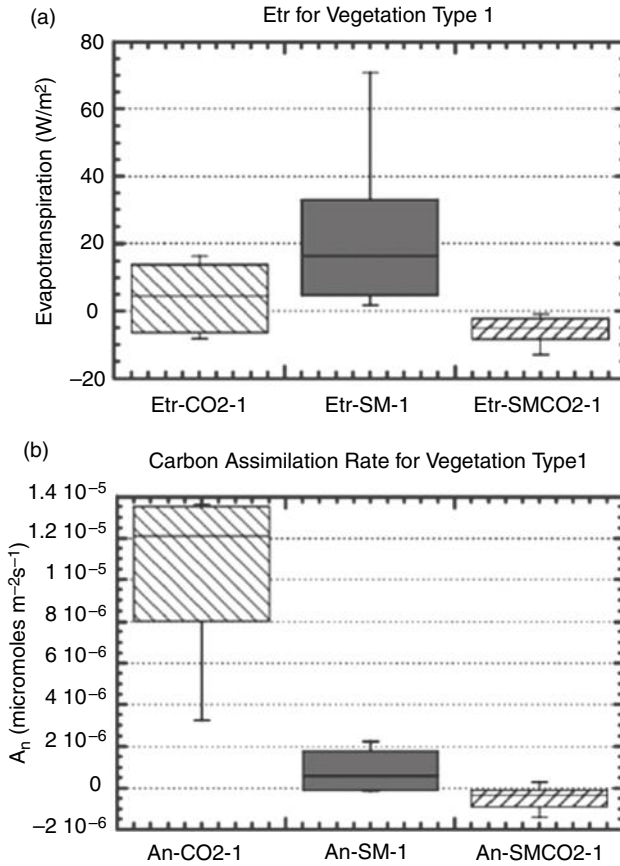 (a)
Etr for Vegetation Type 1
Evapotranspiration (W/m²)
80
60
40
20
0
−20
Etr-CO2-1 Etr-SM-1 Etr-SMCO2-1
(b)
Carbon Assimilation Rate for Vegetation Type1
Aₙ (micromoles m⁻²s⁻¹)
1.4 10⁻⁵
1.2 10⁻⁵
1 10⁻⁵
8 10⁻⁶
6 10⁻⁶
4 10⁻⁶
2 10⁻⁶
0
−2 10⁻⁶
An-CO2-1 An-SM-1 An-SMCO2-1